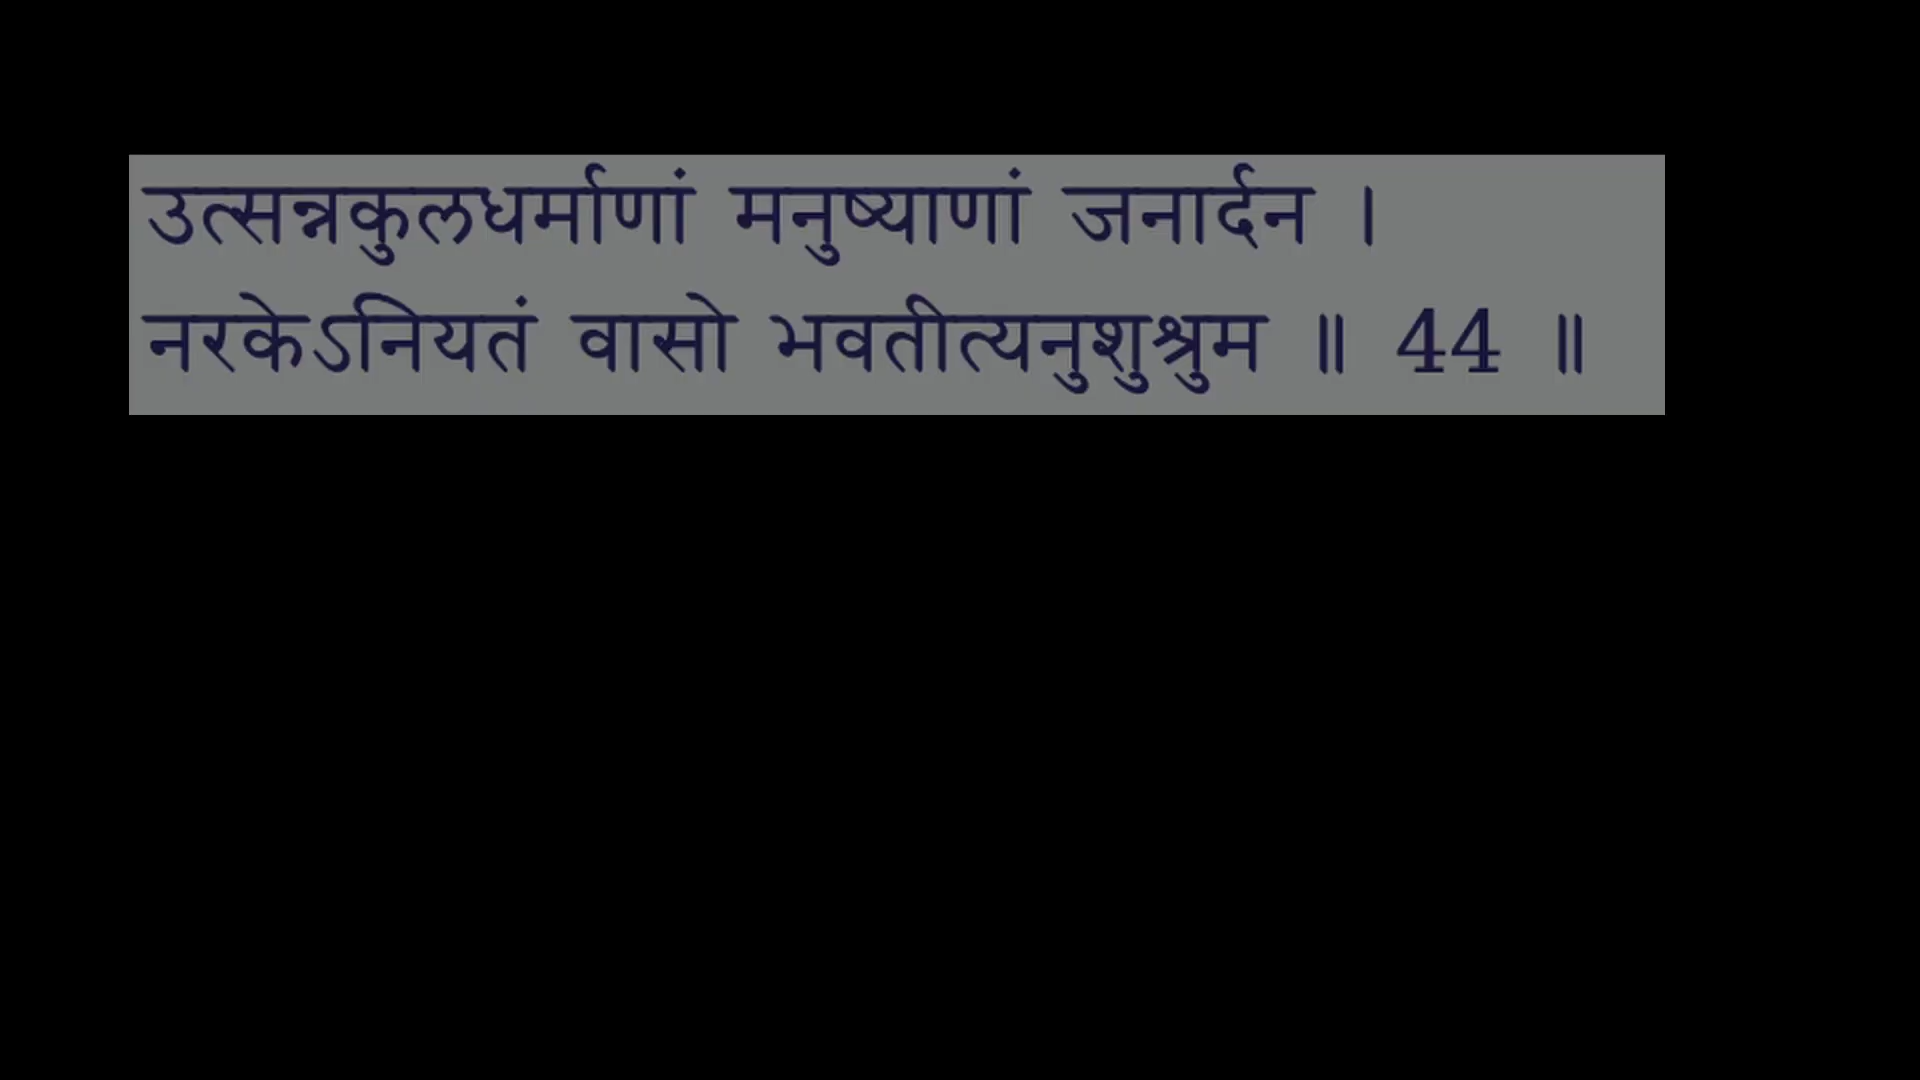 उत्सन्नकुलधर्माणां मनुष्याणां जनार्दन ।
नरकेऽनियतं वासो भवतीत्यनुशुश्रुम ॥ 44 ॥